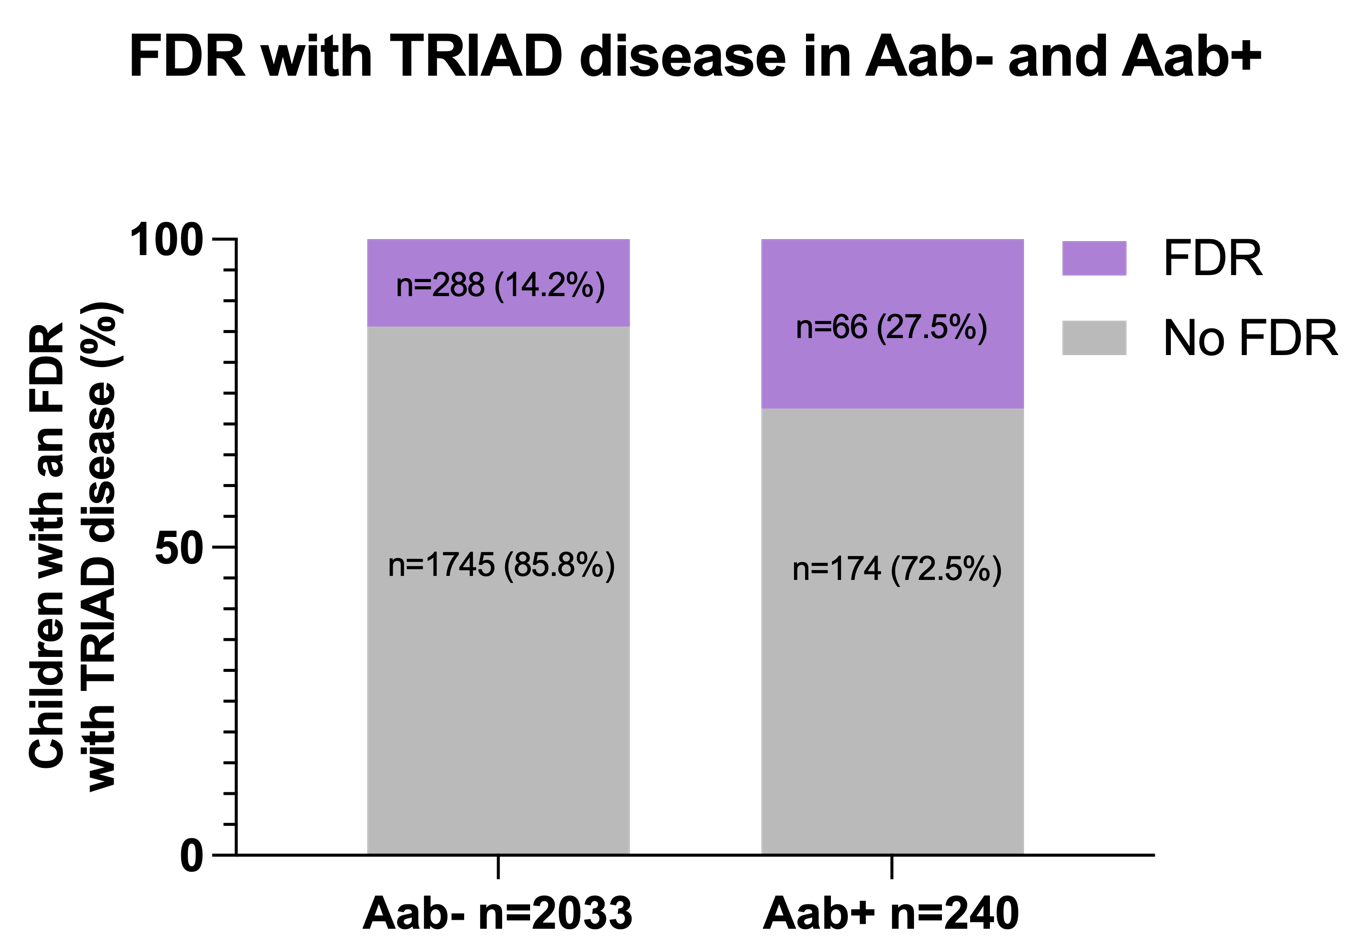 FDR with TRIAD disease in Aab- and Aab+
Children with an FDR
with TRIAD disease (%)
100
50
0
n=288 (14.2%)
n=1745 (85.8%)
n=66 (27.5%)
n=174 (72.5%)
FDR
No FDR
Aab- n=2033
Aab+ n=240